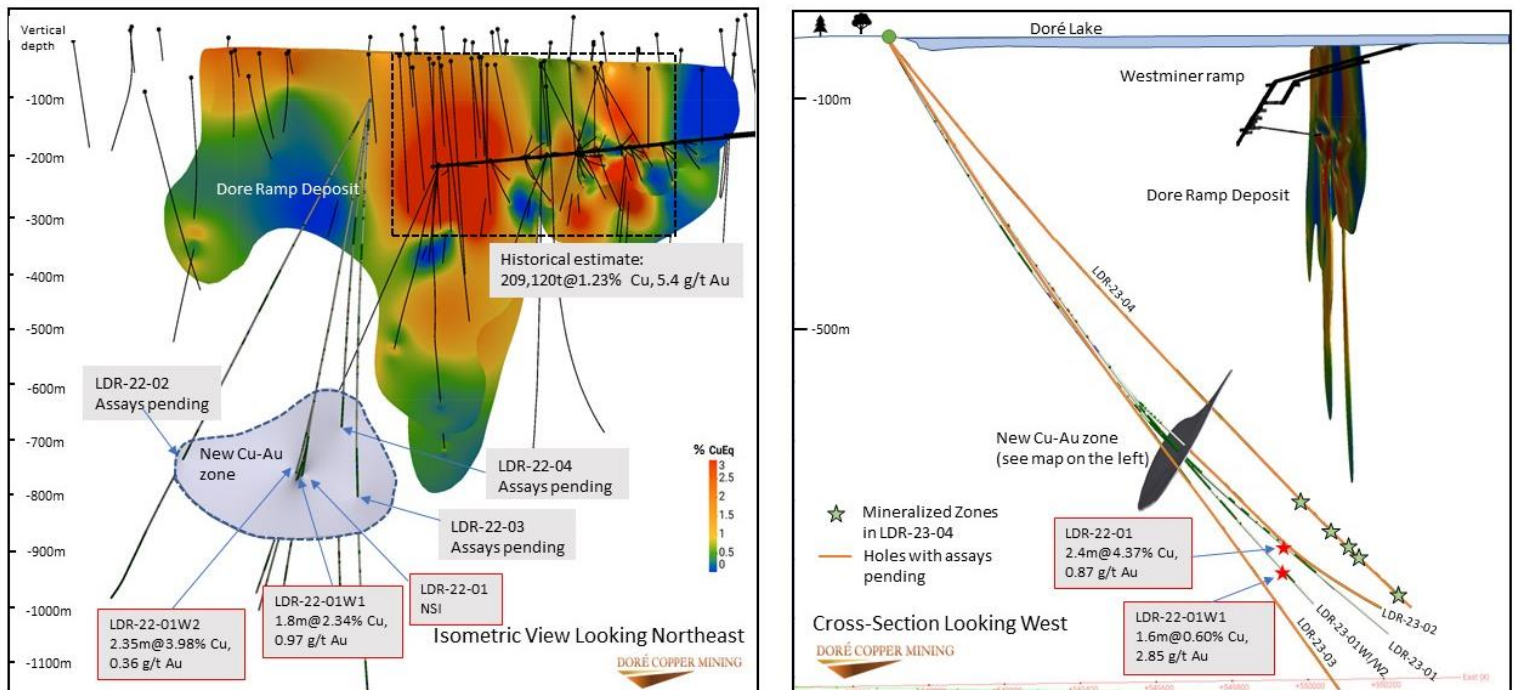 Vertical
depth
-100m
-200m
-300m
-400m
-500m
-600m
-700m
-800m
-900m
-1000m
-1100m
Dore Ramp Deposit
Historical estimate:
209,120t@1.23% Cu, 5.4 g/t Au
LDR-22-02
Assays pending
New Cu-Au
zone
LDR-22-04
Assays pending
LDR-22-03
Assays pending
% CuEq
3
2.5
2
1.5
1
0.5
0
LDR-22-01
NSI
LDR-22-01W1
1.8m@2.34% Cu,
0.97 g/t Au
LDR-22-01W2
2.35m@3.98% Cu,
0.36 g/t Au
Isometric View Looking Northeast
DORÉ COPPER MINING
Doré Lake
Westminer ramp
-100m
Dore Ramp Deposit
LDR-23-04
-500m
New Cu-Au zone
(see map on the left)
Mineralized Zones
in LDR-23-04
Holes with assays
pending
LDR-22-01
2.4m@4.37% Cu,
0.87 g/t Au
LDR-22-01W1
1.6m@0.60% Cu,
2.85 g/t Au
LDR-23-02
LDR-23-01
LDR-23-01W1/W2
LDR-23-03
Cross-Section Looking West
DORÉ COPPER MINING
+550000
+550200
East (X)